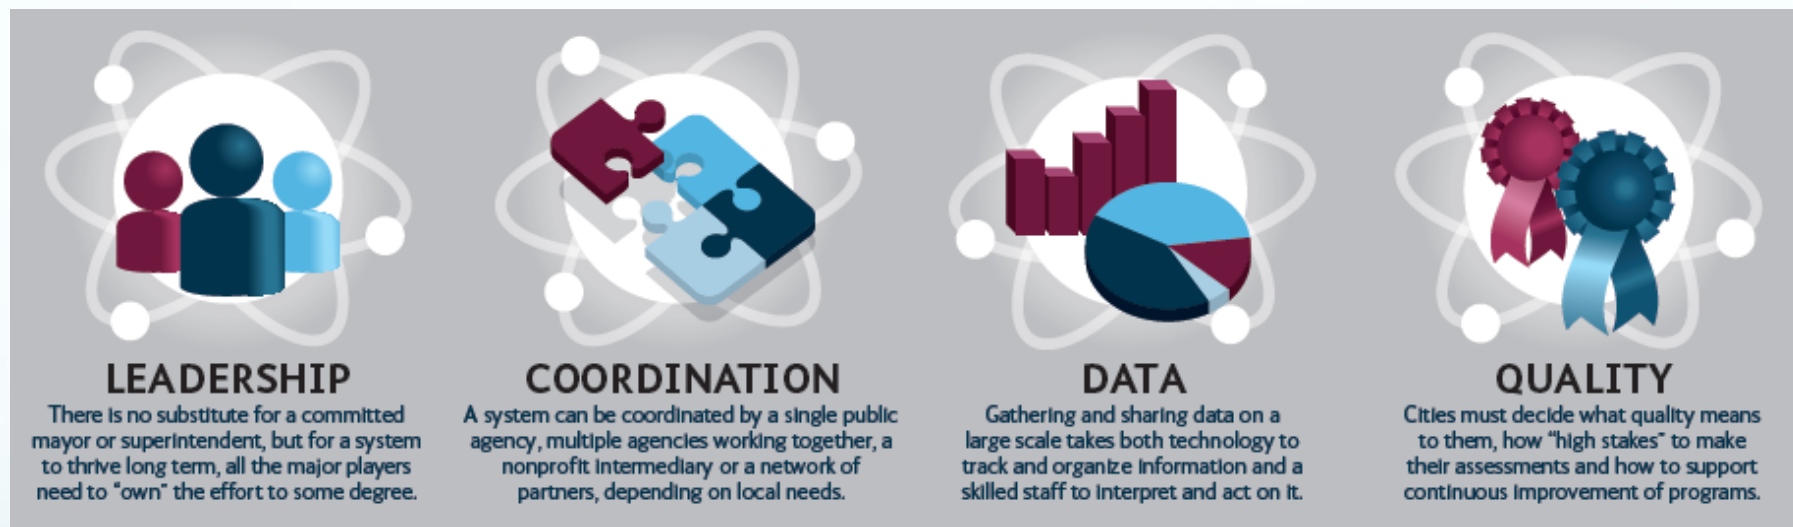 LEADERSHIP
There is no substitute for a committed
mayor or superintendent, but for a system
to thrive long term, all the major players
need to “own” the effort to some degree.
COORDINATION
A system can be coordinated by a single public
agency, multiple agencies working together, a
nonprofit intermediary or a network of
partners, depending on local needs.
DATA
Gathering and sharing data on a
large scale takes both technology to
track and organize information and a
skilled staff to interpret and act on it.
QUALITY
Cities must decide what quality means
to them, how “high stakes” to make
their assessments and how to support
continuous improvement of programs.